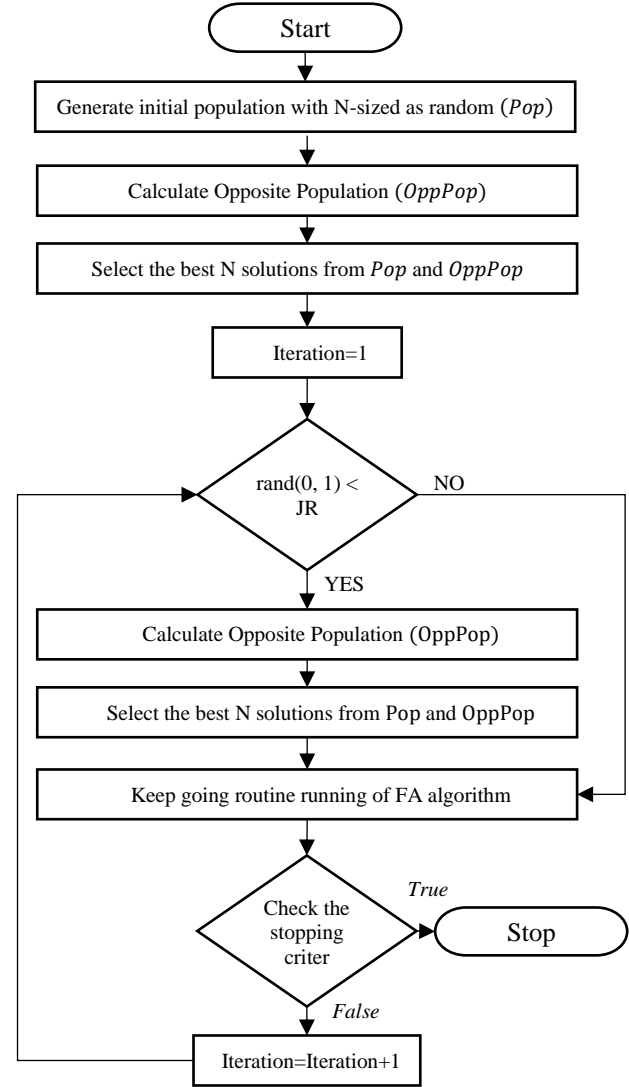 Start
Generate initial population with N-sized as random (Pop)
Calculate Opposite Population (OppPop)
Select the best N solutions from Pop and OppPop
Iteration=1
rand(0, 1) <
JR
NO
YES
Calculate Opposite Population (OppPop)
Select the best N solutions from Pop and OppPop
Keep going routine running of FA algorithm
True
Check the
stopping
criter
Stop
False
Iteration=Iteration+1